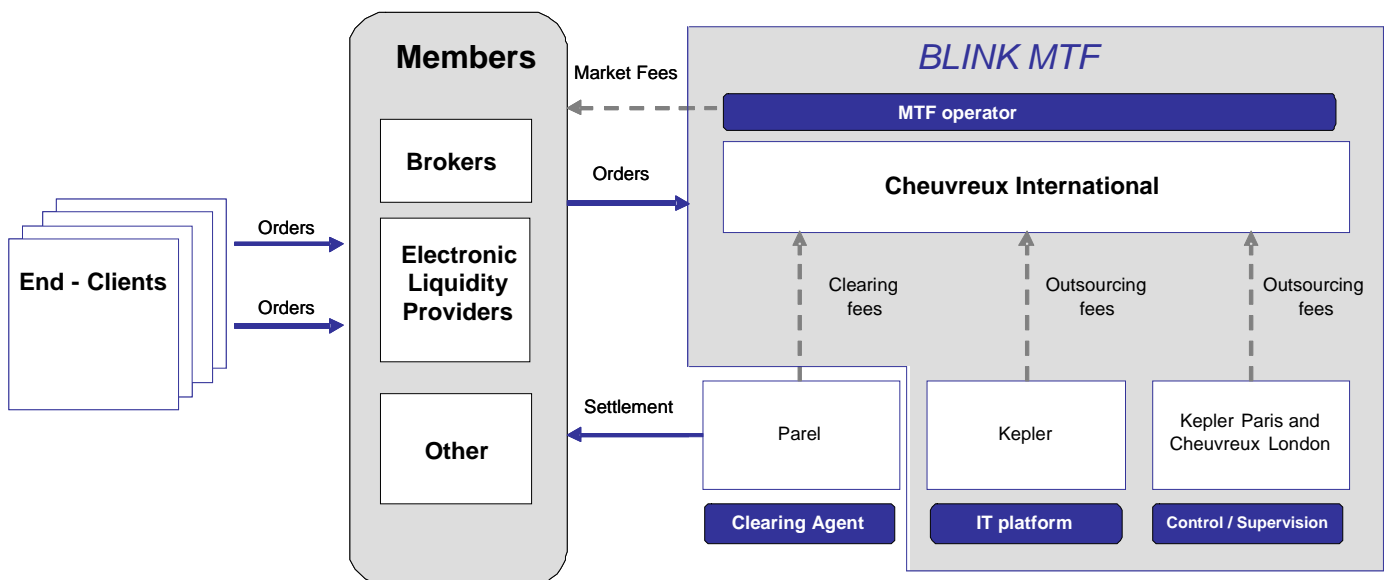 Members
BLINK MTF
Market Fees
MTF operator
Brokers
Orders
Cheuvreux International
Orders
Electronic
Liquidity
Providers
End - Clients
Orders
Clearing
fees
Outsourcing
fees
Outsourcing
fees
Settlement
Other
Parel
Kepler
Kepler Paris and
Cheuvreux London
Clearing Agent
IT platform
Control / Supervision